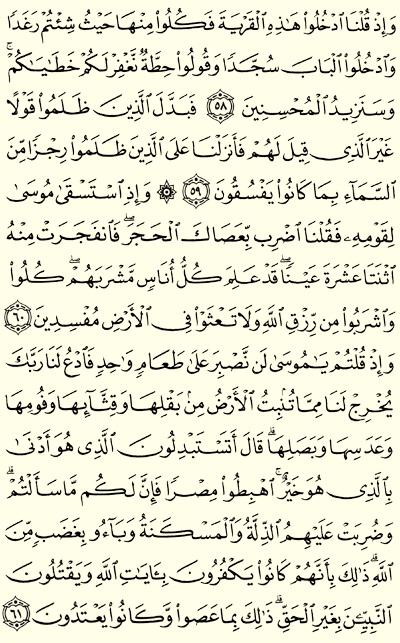 وَإِذْ قُلْنَا ٱدْخُلُوا۟ هَـٰذِهِ ٱلْقَرْيَةَ فَكُلُوا۟ مِنْهَا حَيْثُ شِئْتُمْ رَغَدًا
وَٱدْخُلُوا۟ ٱلْبَابَ سُجَّدًا وَقُولُوا۟ حِطَّةٌ نَّغْفِرْ لَكُمْ خَطَـٰيَـٰكُمْ ۚ
وَسَنَزِيدُ ٱلْمُحْسِنِينَ ٥٨ فَبَدَّلَ ٱلَّذِينَ ظَلَمُوا۟ قَوْلًا
غَيْرَ ٱلَّذِى قِيلَ لَهُمْ فَأَنزَلْنَا عَلَى ٱلَّذِينَ ظَلَمُوا۟ رِجْزًا مِّنَ
ٱلسَّمَآءِ بِمَا كَانُوا۟ يَفْسُقُونَ ٥٩ ۞ وَإِذِ ٱسْتَسْقَىٰ مُوسَىٰ
لِقَوْمِهِۦ فَقُلْنَا ٱضْرِب بِّعَصَاكَ ٱلْحَجَرَ ۖ فَٱنفَجَرَتْ مِنْهُ
ٱثْنَتَا عَشْرَةَ عَيْنًا ۖ قَدْ عَلِمَ كُلُّ أُنَاسٍ مَّشْرَبَهُمْ ۖ كُلُوا۟
وَٱشْرَبُوا۟ مِن رِّزْقِ ٱللَّهِ وَلَا تَعْثَوْا۟ فِى ٱلْأَرْضِ مُفْسِدِينَ ٦٠
وَإِذْ قُلْتُمْ يَـٰمُوسَىٰ لَن نَّصْبِرَ عَلَىٰ طَعَامٍ وَٰحِدٍ فَٱدْعُ لَنَا رَبَّكَ
يُخْرِجْ لَنَا مِمَّا تُنۢبِتُ ٱلْأَرْضُ مِنۢ بَقْلِهَا وَقِثَّآئِهَا وَفُومِهَا
وَعَدَسِهَا وَبَصَلِهَا ۖ قَالَ أَتَسْتَبْدِلُونَ ٱلَّذِى هُوَ أَدْنَىٰ
بِٱلَّذِى هُوَ خَيْرٌ ۚ ٱهْبِطُوا۟ مِصْرًا فَإِنَّ لَكُم مَّا سَأَلْتُمْ ۗ
وَضُرِبَتْ عَلَيْهِمُ ٱلذِّلَّةُ وَٱلْمَسْكَنَةُ وَبَآءُو بِغَضَبٍ مِّنَ
ٱللَّهِ ۗ ذَٰلِكَ بِأَنَّهُمْ كَانُوا۟ يَكْفُرُونَ بِـَٔايَـٰتِ ٱللَّهِ وَيَقْتُلُونَ
ٱلنَّبِيِّـۧنَ بِغَيْرِ ٱلْحَقِّ ۗ ذَٰلِكَ بِمَا عَصَوا۟ وَّكَانُوا۟ يَعْتَدُونَ ٦١